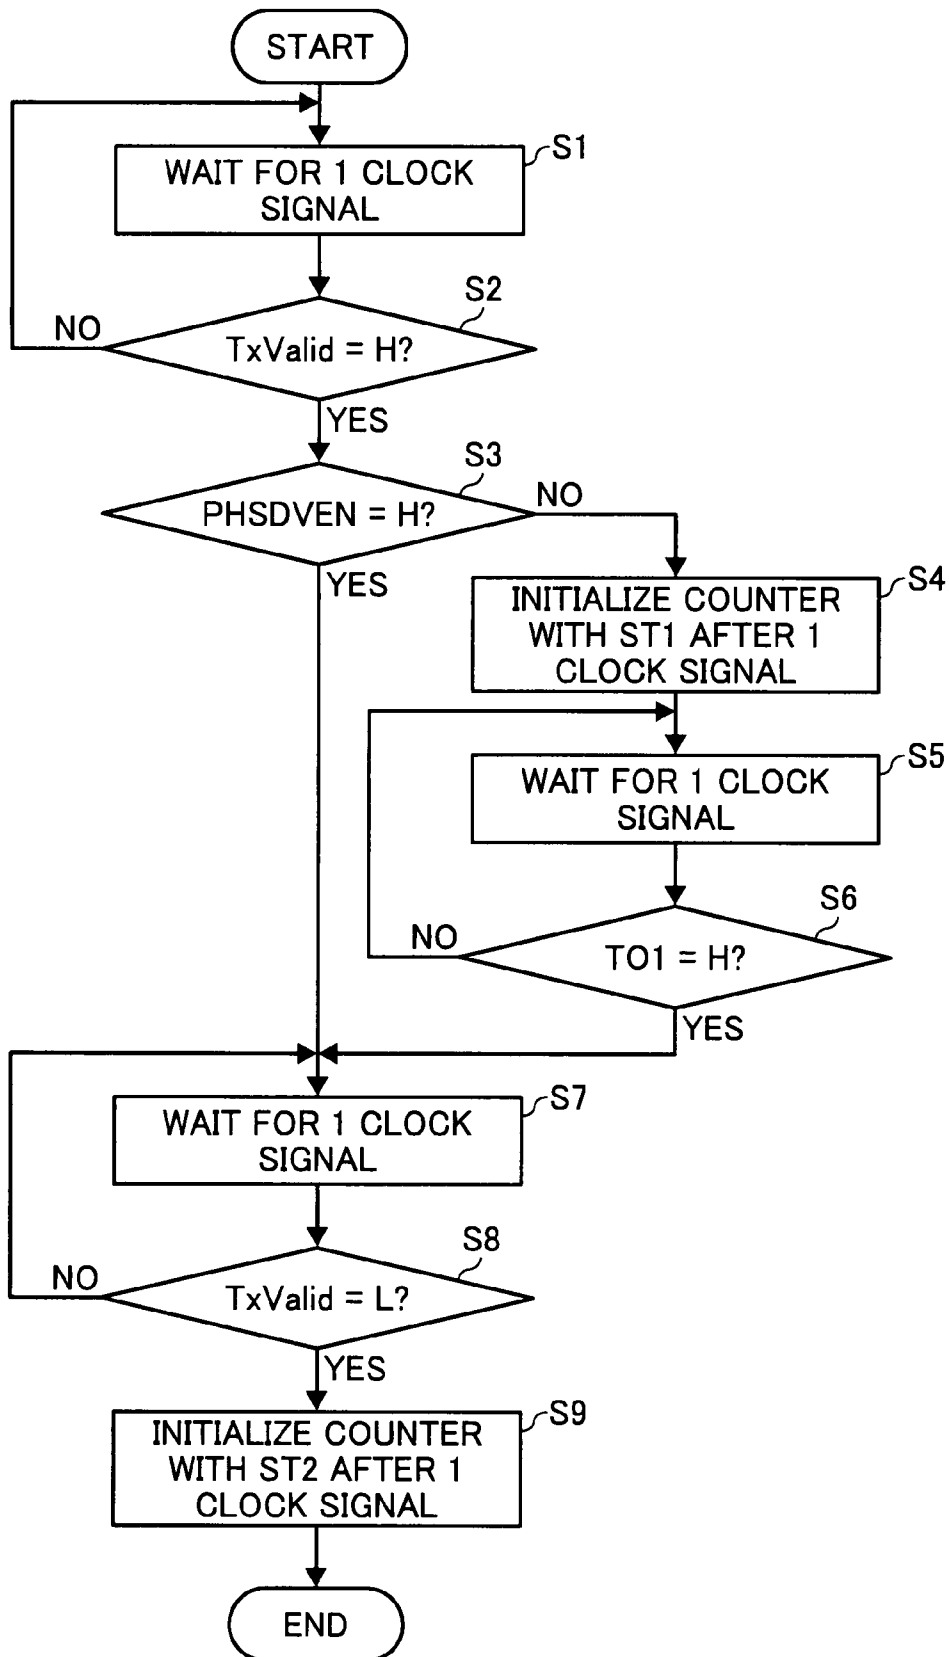 START
S1
WAIT FOR 1 CLOCK
SIGNAL
S2
NO
TxValid = H?
YES
S3
PHSDVEN = H?
NO
YES
S4
INITIALIZE COUNTER
WITH ST1 AFTER 1
CLOCK SIGNAL
S5
WAIT FOR 1 CLOCK
SIGNAL
S6
NO
TO1 = H?
YES
S7
WAIT FOR 1 CLOCK
SIGNAL
S8
NO
TxValid = L?
YES
S9
INITIALIZE COUNTER
WITH ST2 AFTER 1
CLOCK SIGNAL
END